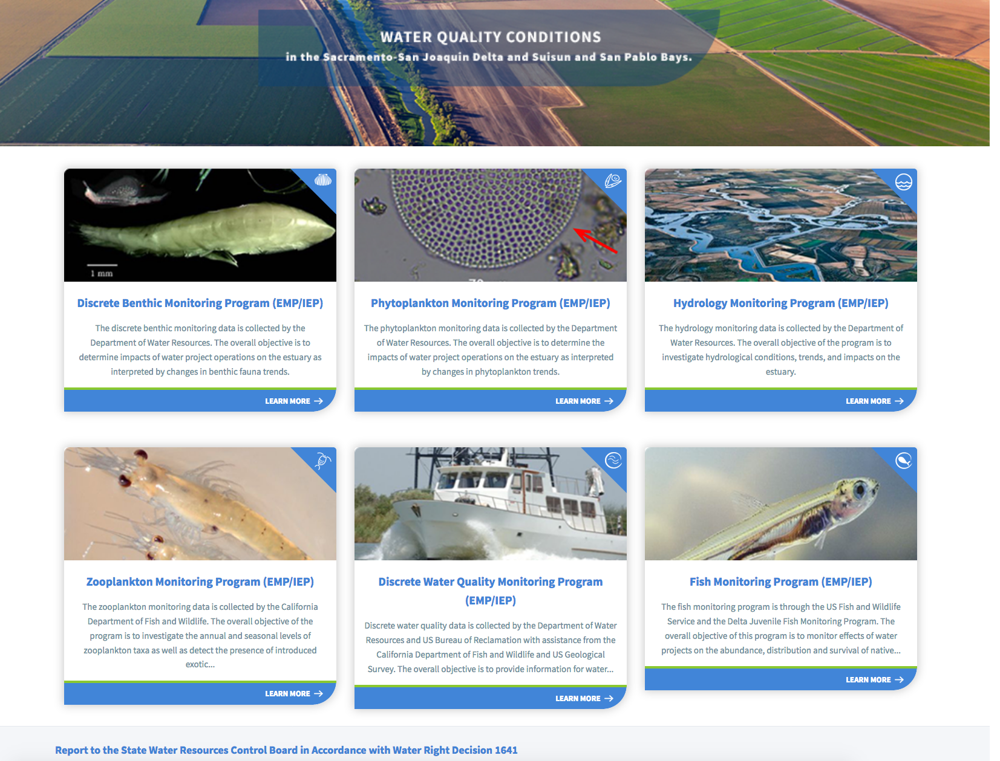 WATER QUALITY CONDITIONS
in the Sacramento-San Joaquin Delta and Suisun and San Pablo Bays.
1 mm
Discrete Benthic Monitoring Program (EMP/IEP)
The discrete benthic monitoring data is collected by the
Department of Water Resources. The overall objective is to
determine impacts of water project operations on the estuary as
interpreted by changes in benthic fauna trends.
LEARN MORE →
Phytoplankton Monitoring Program (EMP/IEP)
The phytoplankton monitoring data is collected by the Department
of Water Resources. The overall objective is to determine the
impacts of water project operations on the estuary as interpreted
by changes in phytoplankton trends.
LEARN MORE →
Hydrology Monitoring Program (EMP/IEP)
The hydrology monitoring data is collected by the Department of
Water Resources. The overall objective of the program is to
investigate hydrological conditions, trends, and impacts on the
estuary.
LEARN MORE →
Zooplankton Monitoring Program (EMP/IEP)
The zooplankton monitoring data is collected by the California
Department of Fish and Wildlife. The overall objective of the
program is to investigate the annual and seasonal levels of
zooplankton taxa as well as detect the presence of introduced
exotic...
LEARN MORE →
Discrete Water Quality Monitoring Program
(EMP/IEP)
Discrete water quality data is collected by the Department of Water
Resources and US Bureau of Reclamation with assistance from the
California Department of Fish and Wildlife and US Geological
Survey. The overall objective is to provide information for water...
LEARN MORE →
Fish Monitoring Program (EMP/IEP)
The fish monitoring program is through the US Fish and Wildlife
Service and the Delta Juvenile Fish Monitoring Program. The
overall objective of this program is to monitor effects of water
projects on the abundance, distribution and survival of native...
LEARN MORE →
Report to the State Water Resources Control Board in Accordance with Water Right Decision 1641